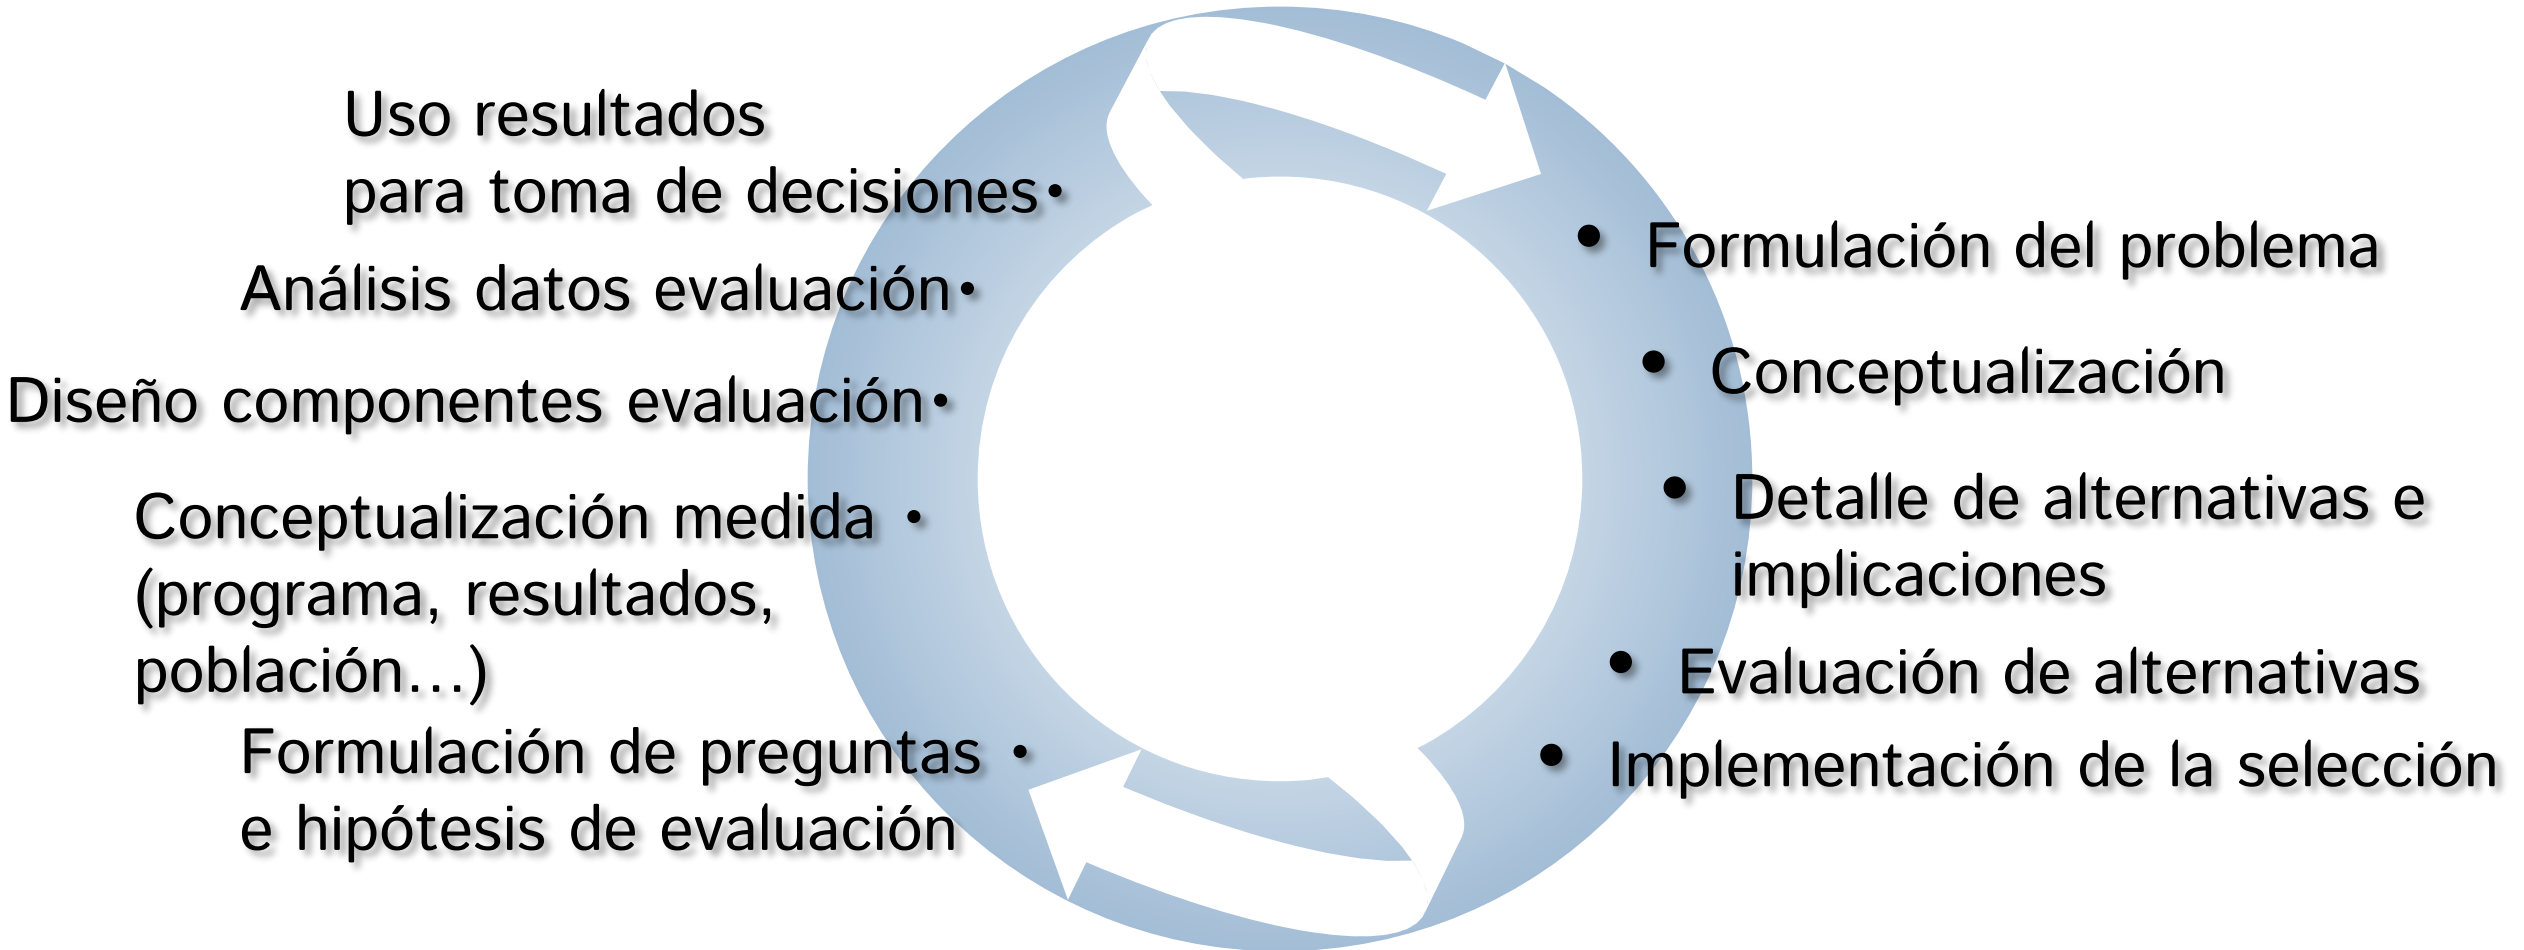 Uso resultados
para toma de decisiones•
Análisis datos evaluación•
Diseño componentes evaluación•
Conceptualización medida •
(programa, resultados,
población...)
Formulación de preguntas •
e hipótesis de evaluación
• Formulación del problema
• Conceptualización
• Detalle de alternativas e
implicaciones
• Evaluación de alternativas
• Implementación de la selección